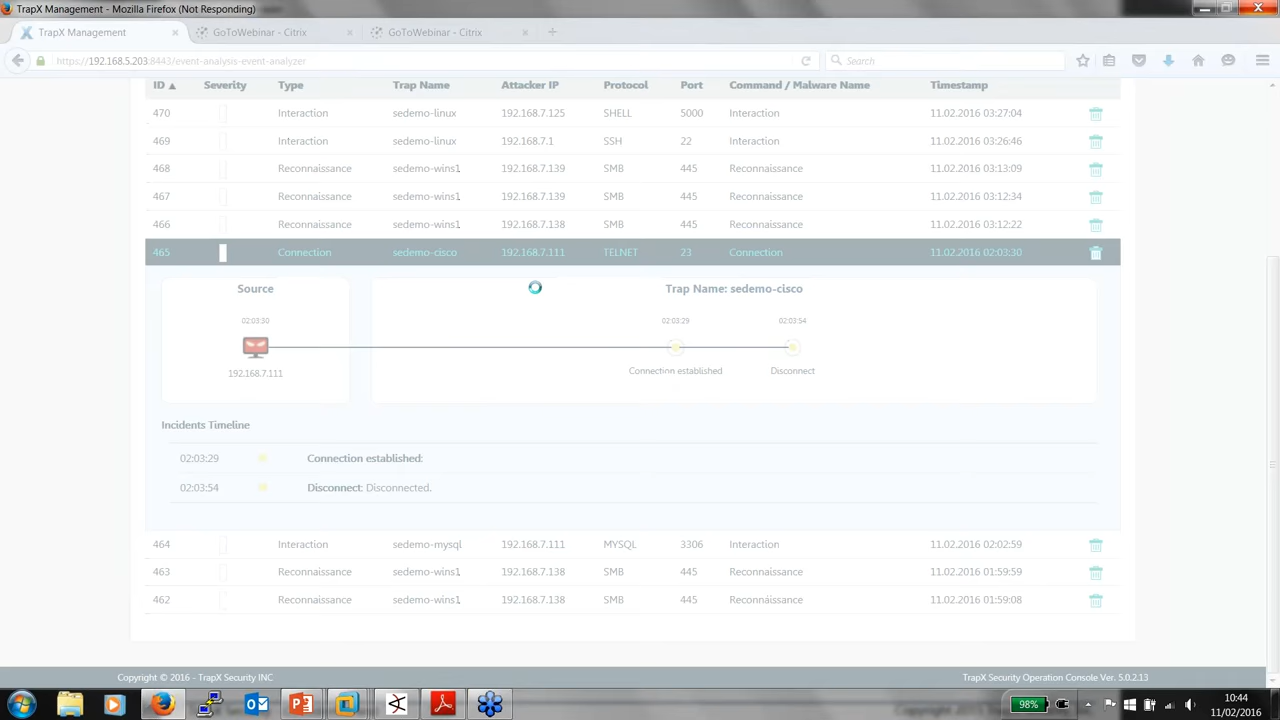 TrapX Management - Mozilla Firefox (Not Responding)
TrapX Management
GoToWebinar - Citrix
GoToWebinar - Citrix
https://192.168.5.203:8443/event-analysis-event-analyzer
Search
ID Severity Type Trap Name Attacker IP Protocol Port Command / Malware Name Timestamp
470 Interaction sedemo-linux 192.168.7.125 SHELL 5000 Interaction 11.02.2016 03:27:04
469 Interaction sedemo-linux 192.168.7.1 SSH 22 Interaction 11.02.2016 03:26:46
468 Reconnaissance sedemo-wins1 192.168.7.139 SMB 445 Reconnaissance 11.02.2016 03:13:09
467 Reconnaissance sedemo-wins1 192.168.7.139 SMB 445 Reconnaissance 11.02.2016 03:12:34
466 Reconnaissance sedemo-wins1 192.168.7.138 SMB 445 Reconnaissance 11.02.2016 03:12:22
465 Connection sedemo-cisco 192.168.7.111 TELNET 23 Connection 11.02.2016 02:03:30
Source
Trap Name: sedemo-cisco
02:03:30
02:03:29
02:03:54
192.168.7.111
Connection established
Disconnect
Incidents Timeline
02:03:29 Connection established:
02:03:54 Disconnect: Disconnected.
464 Interaction sedemo-mysql 192.168.7.111 MYSQL 3306 Interaction 11.02.2016 02:02:59
463 Reconnaissance sedemo-wins1 192.168.7.138 SMB 445 Reconnaissance 11.02.2016 01:59:59
462 Reconnaissance sedemo-wins1 192.168.7.138 SMB 445 Reconnaissance 11.02.2016 01:59:08
Copyright © 2016 - TrapX Security INC
TrapX Security Operation Console Ver. 5.0.2.13
98%
10:44
11/02/2016